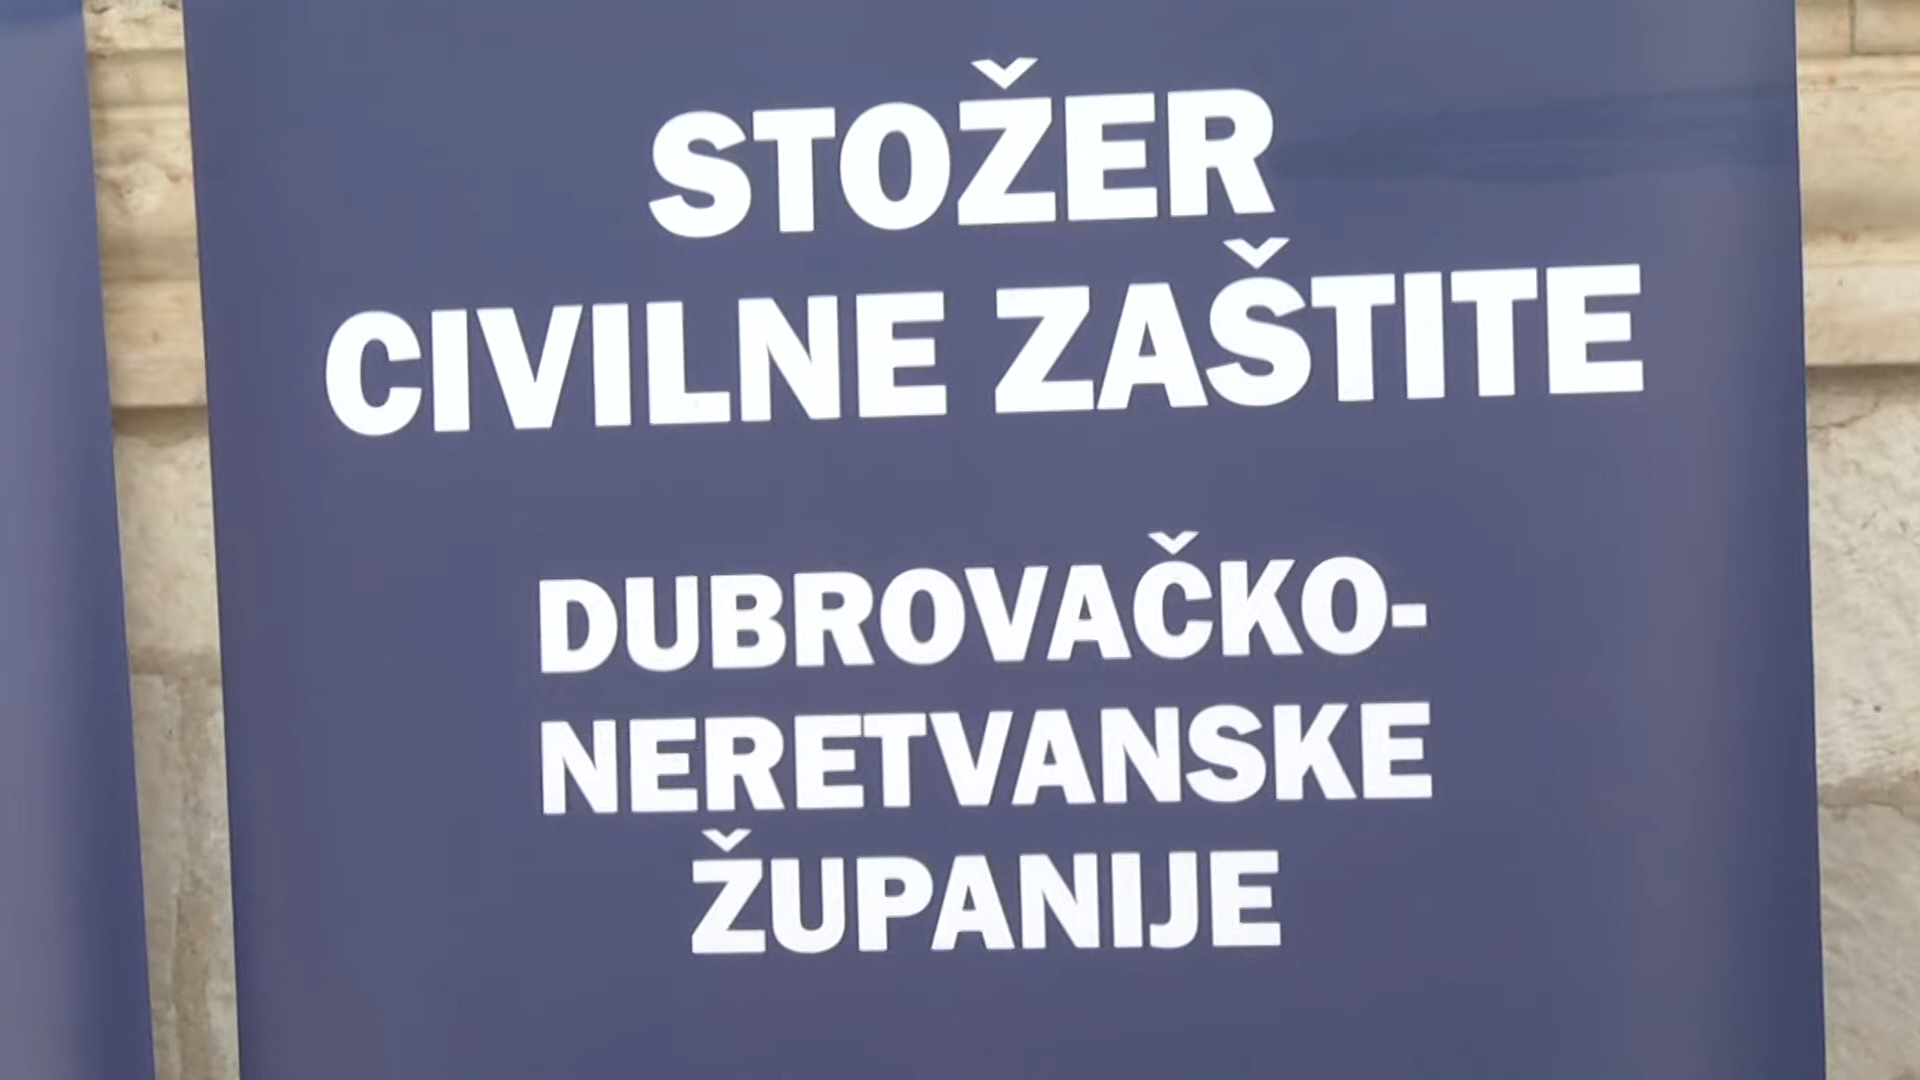 STOŽER
CIVILNE ZAŠTITE
DUBROVAČKO-
NERETVANSKE
ŽUPANIJE